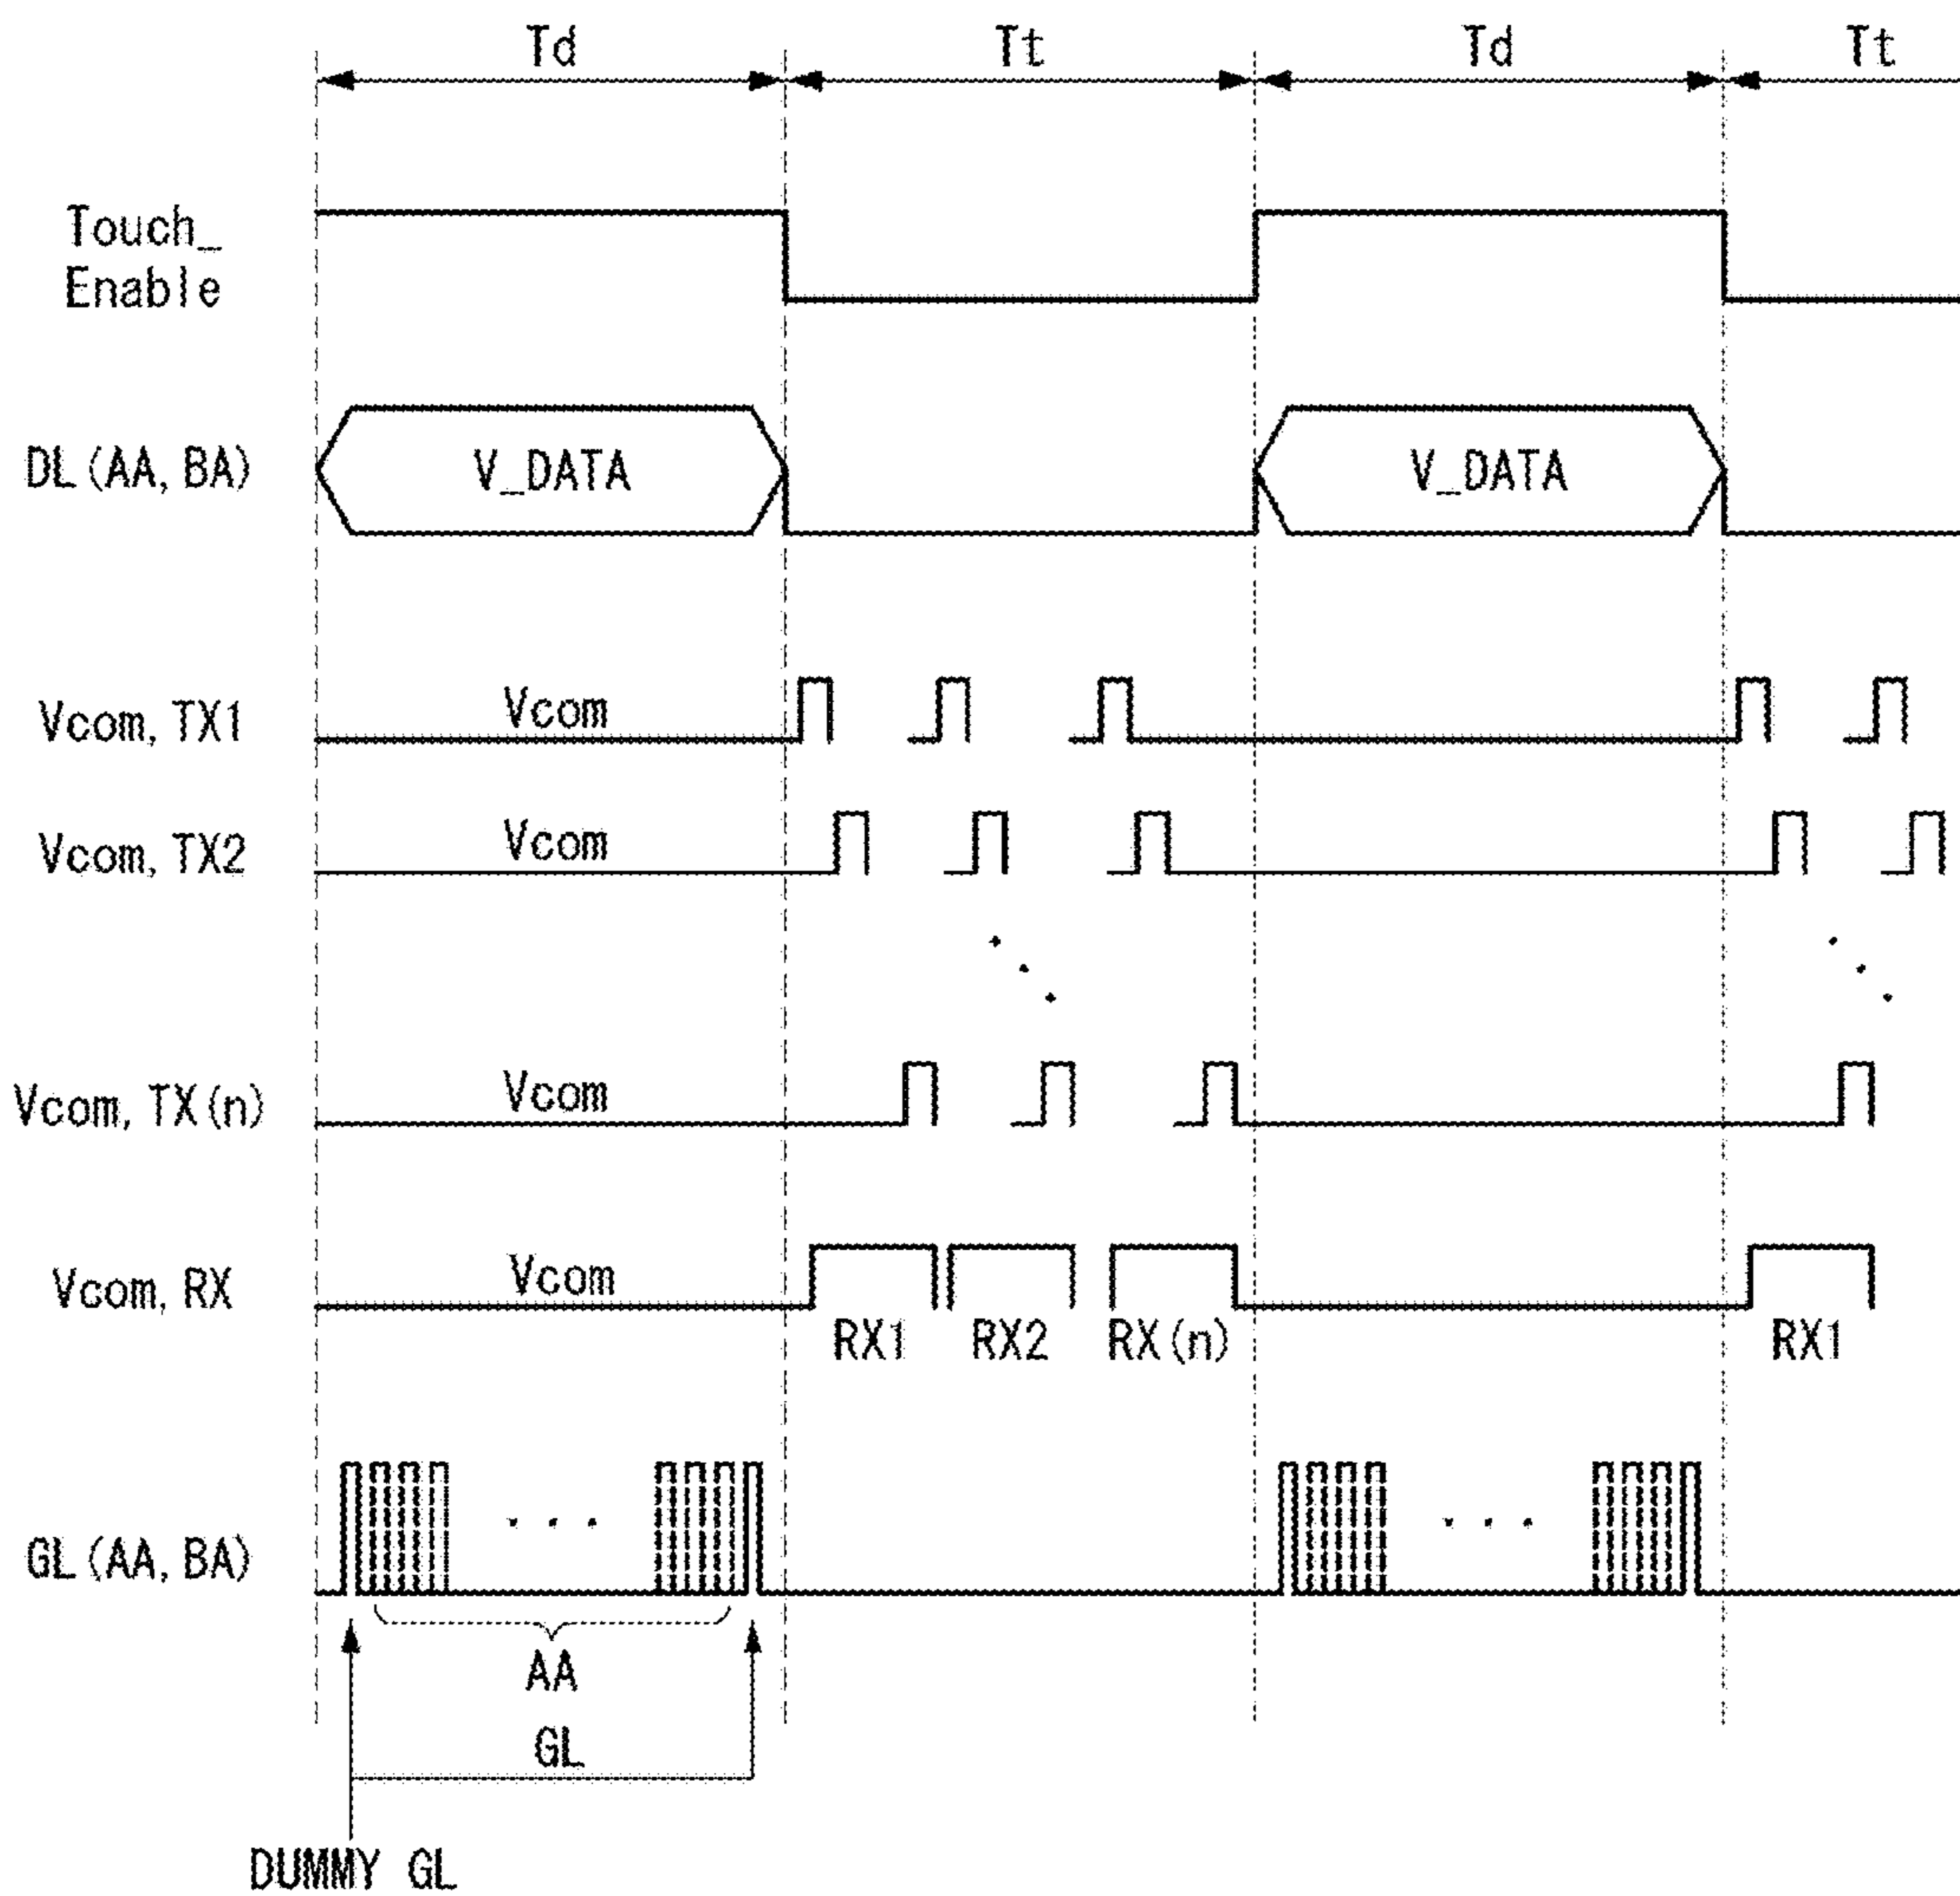 Td Tt Td Tt
Touch_
Enable
DL(AA, BA) V_DATA V_DATA
Vcom, TX1 Vcom
Vcom, TX2 Vcom
Vcom, TX(n) Vcom
Vcom, RX Vcom
RX1 RX2 RX(n) RX1
GL(AA, BA)
AA
GL
DUMMY GL